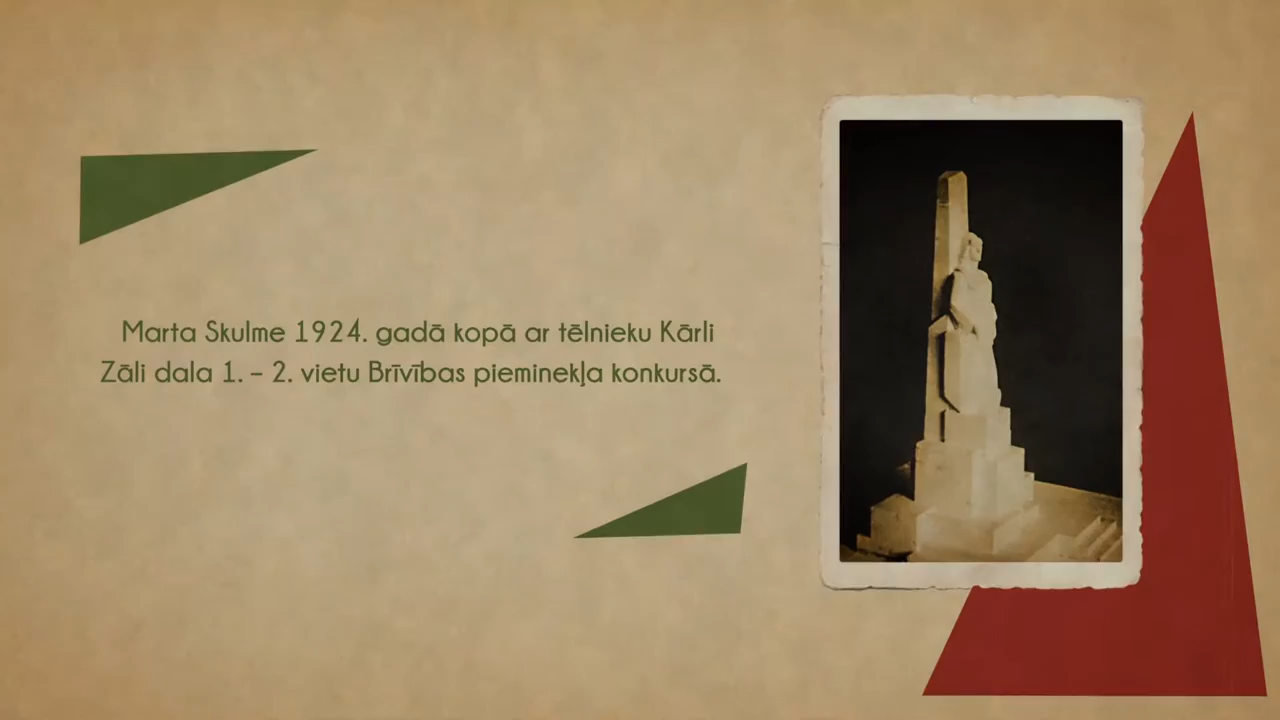 Marta Skulme 1924. gadā kopā ar tēlnieku Kārli
Zāli dala 1. – 2. vietu Brīvības pieminekļa konkursā.